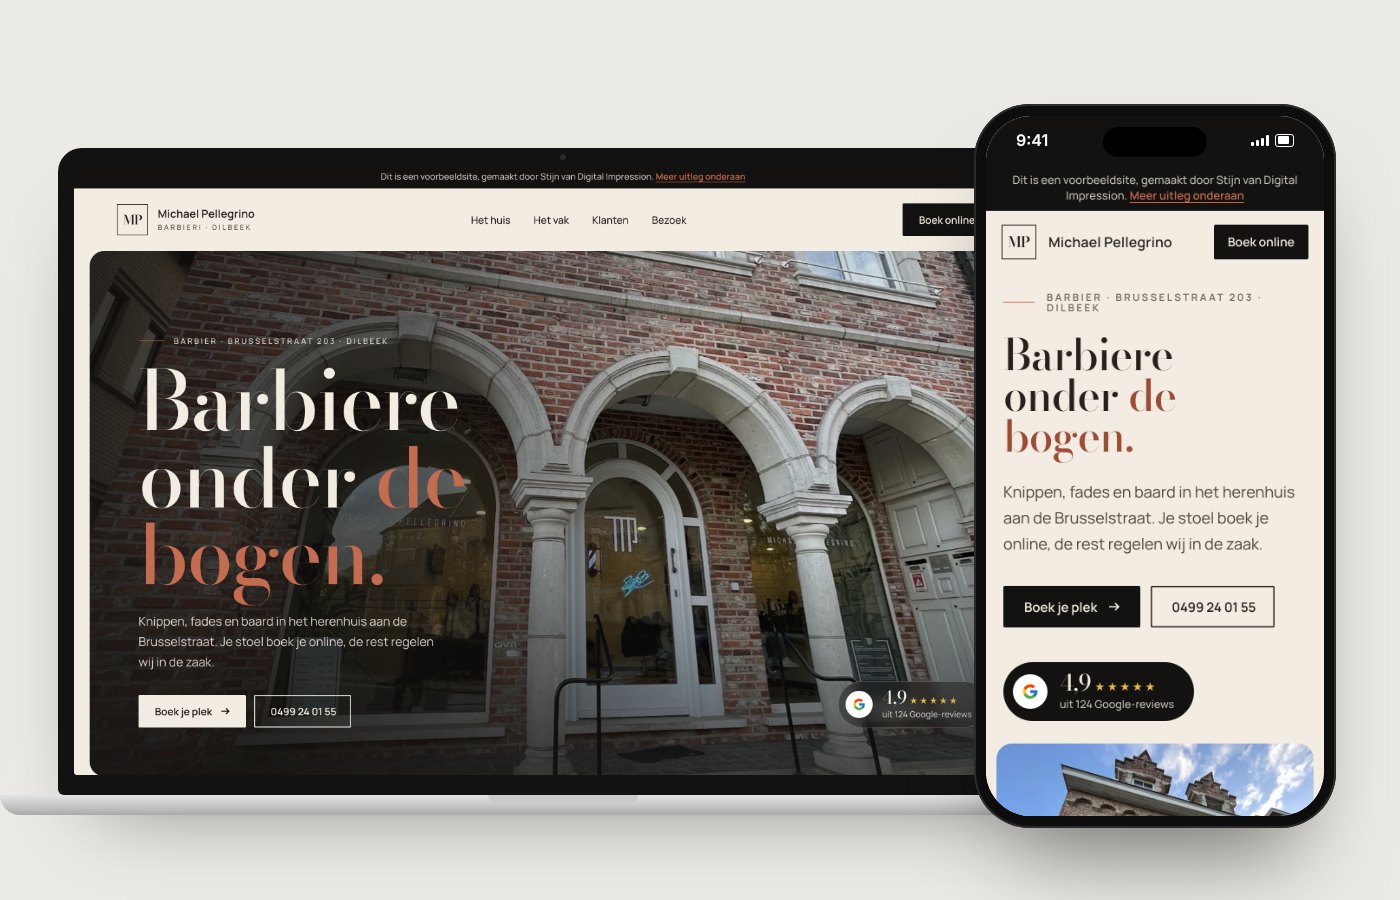 Dit is een voorbeeldsite, gemaakt door Stijn van Digital Impression. Meer uitleg onderaan
MP
Michael Pellegrino
BARBIERI · DILBEEK
Het huis
Het vak
Klanten
Bezoek
Boek online
BARBIER · BRUSSELSTRAAT 203 · DILBEEK
Barbiere
onder de
bogen.
PELLEGRINO
Knippen, fades en baard in het herenhuis aan de
Brusselstraat. Je stoel boek je online, de rest regelen
wij in de zaak.
Boek je plek →
0499 24 01 55
G
4,9 ★★★★★
uit 124 Google-reviews
9:41
Dit is een voorbeeldsite, gemaakt door Stijn van Digital
Impression. Meer uitleg onderaan
MP
Michael Pellegrino
Boek online
BARBIER · BRUSSELSTRAAT 203 ·
DILBEEK
Barbiere
onder de
bogen.
Knippen, fades en baard in het herenhuis
aan de Brusselstraat. Je stoel boek je
online, de rest regelen wij in de zaak.
Boek je plek →
0499 24 01 55
G
4,9 ★★★★★
uit 124 Google-reviews